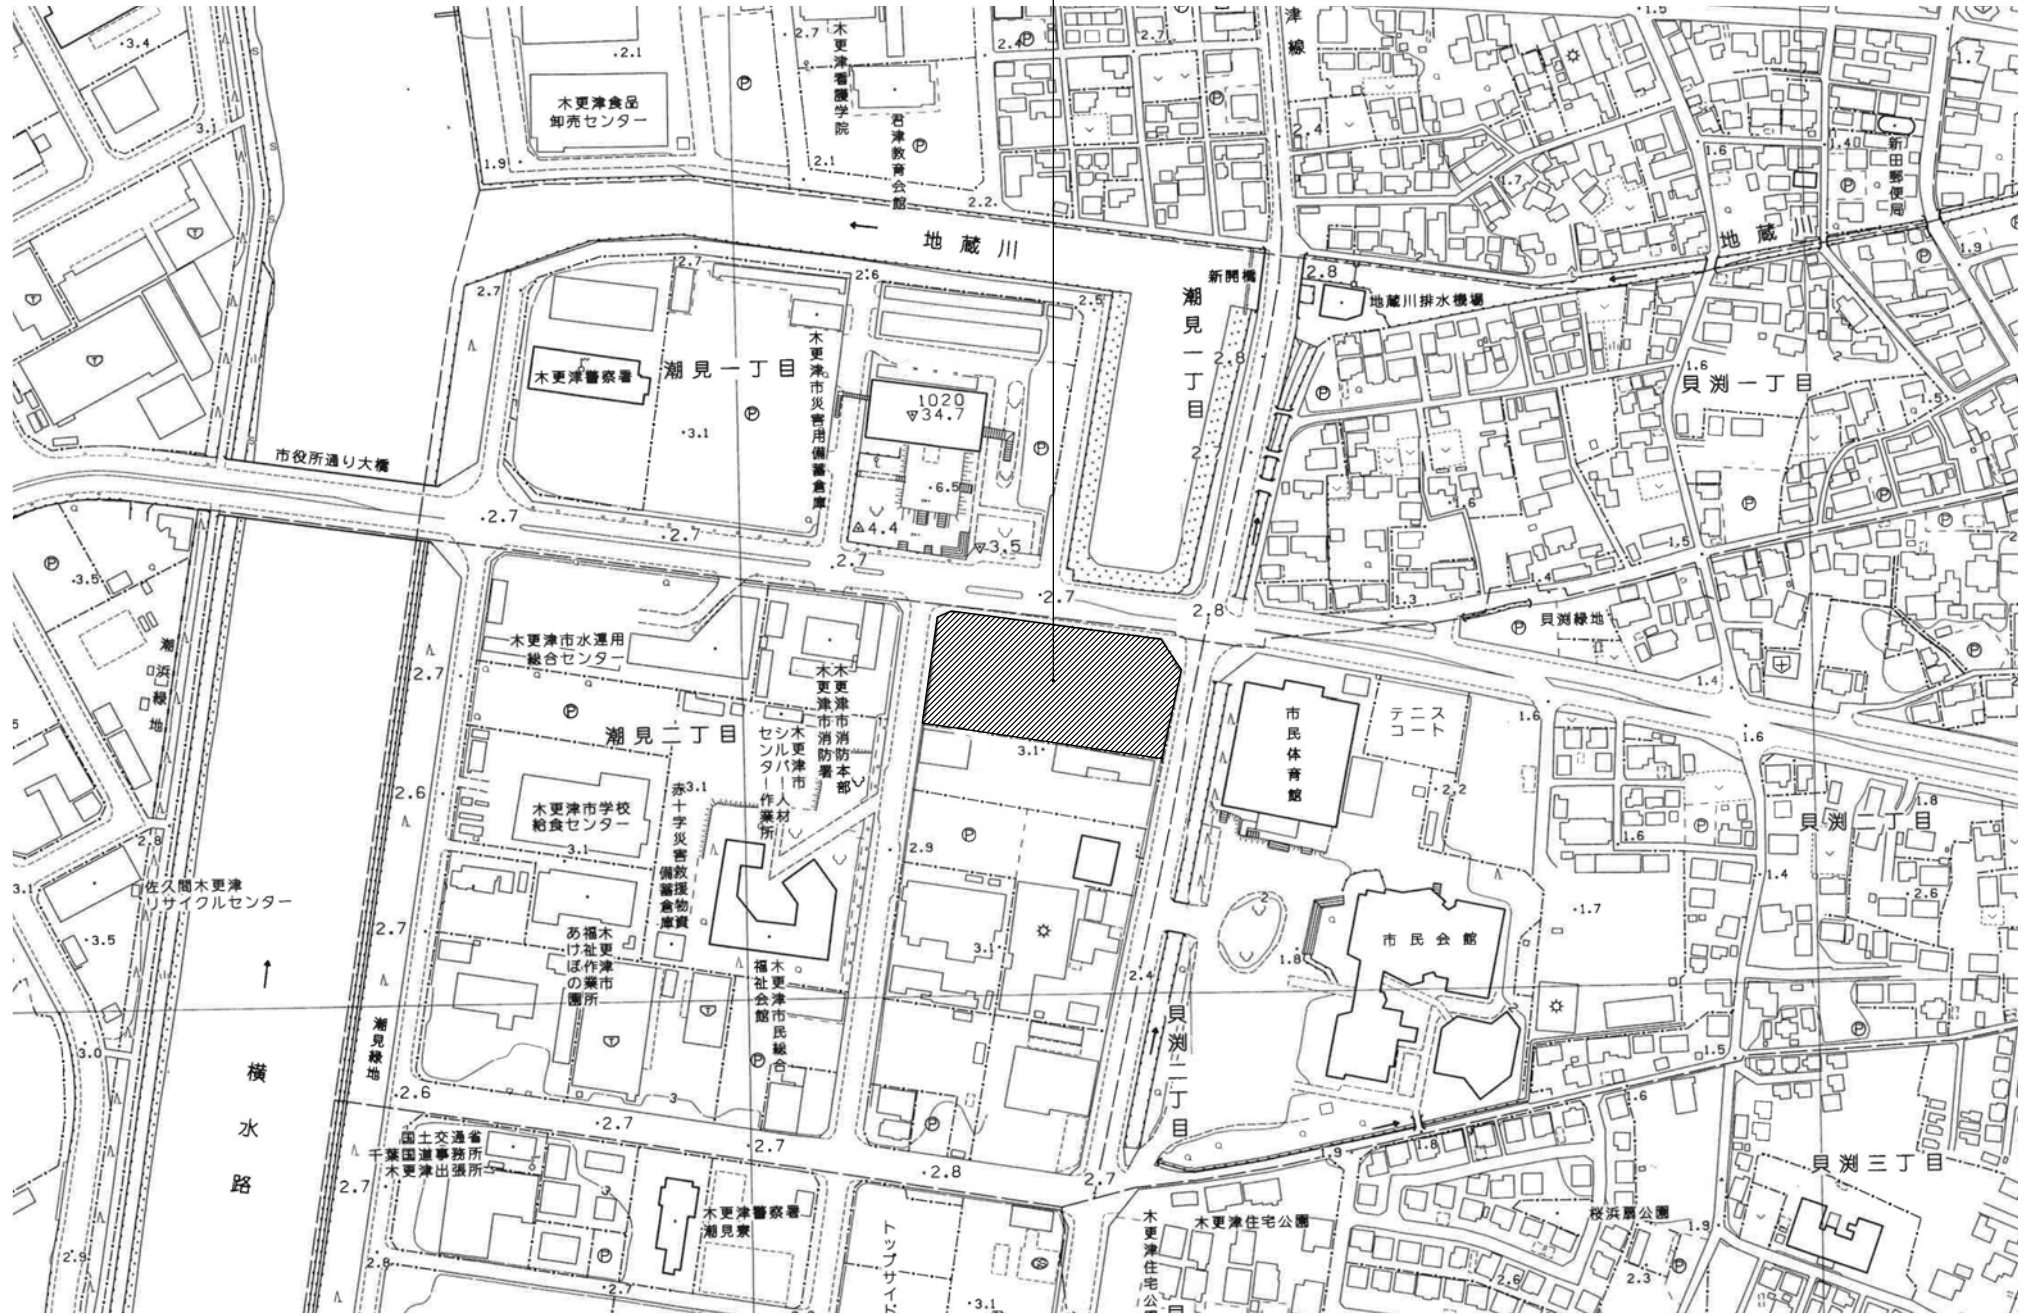 木更津食品
卸売センター
木更津看護学院
君津教育会館
津線
新田郵便局
地蔵川
地蔵川
新開橋
地蔵川排水機場
潮見一丁目
木更津警察署
潮見一丁目
木更津市災害用備蓄倉庫
1020
34.7
6.5
4.4
3.5
貝渕一丁目
市役所通り大橋
貝渕緑地
木更津市水運用
総合センター
潮浜緑地
潮見二丁目
木更津市消防本部
木更津市消防署
木更津市
シルバー人材
センター作業所
市民体育館
テニス
コート
木更津市学校
給食センター
赤十字災害救援物資
備蓄倉庫
貝渕二丁目
佐久間木更津
リサイクルセンター
木更津市
福祉作業所
あけぼの園
木更津市民総合
福祉会館
市民会館
潮見緑地
横水路
貝渕二丁目
国土交通省
千葉国道事務所
木更津出張所
木更津警察署
潮見寮
トップサイド
木更津住宅公園
木更津住宅公園
桜浜扇公園
貝渕三丁目